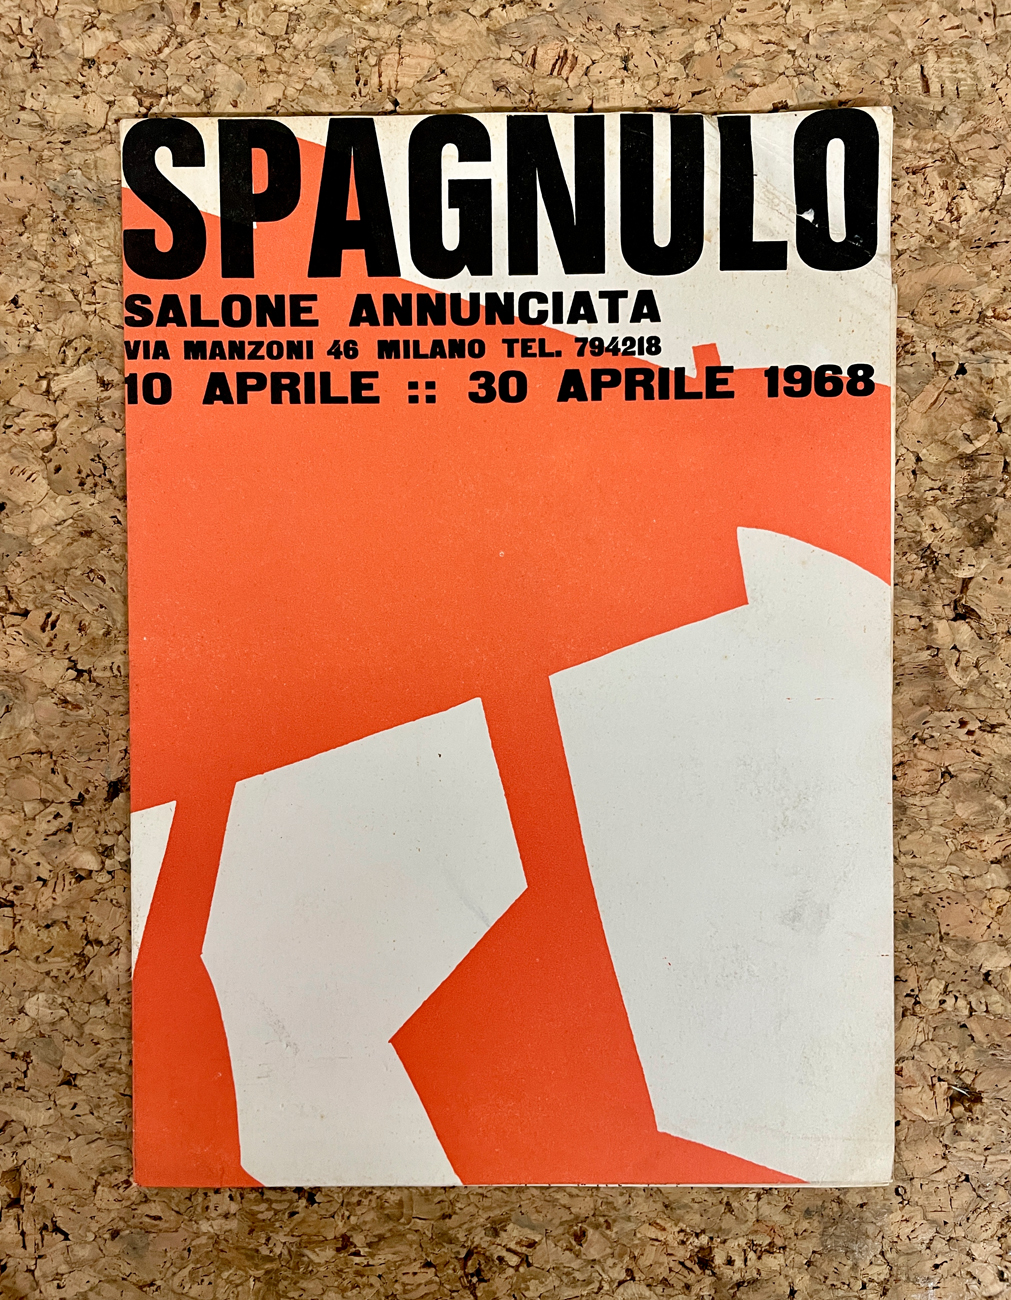 SPAGNULO
SALONE ANNUNCIATA
VIA MANZONI 46 MILANO TEL. 794218
10 APRILE :: 30 APRILE 1968